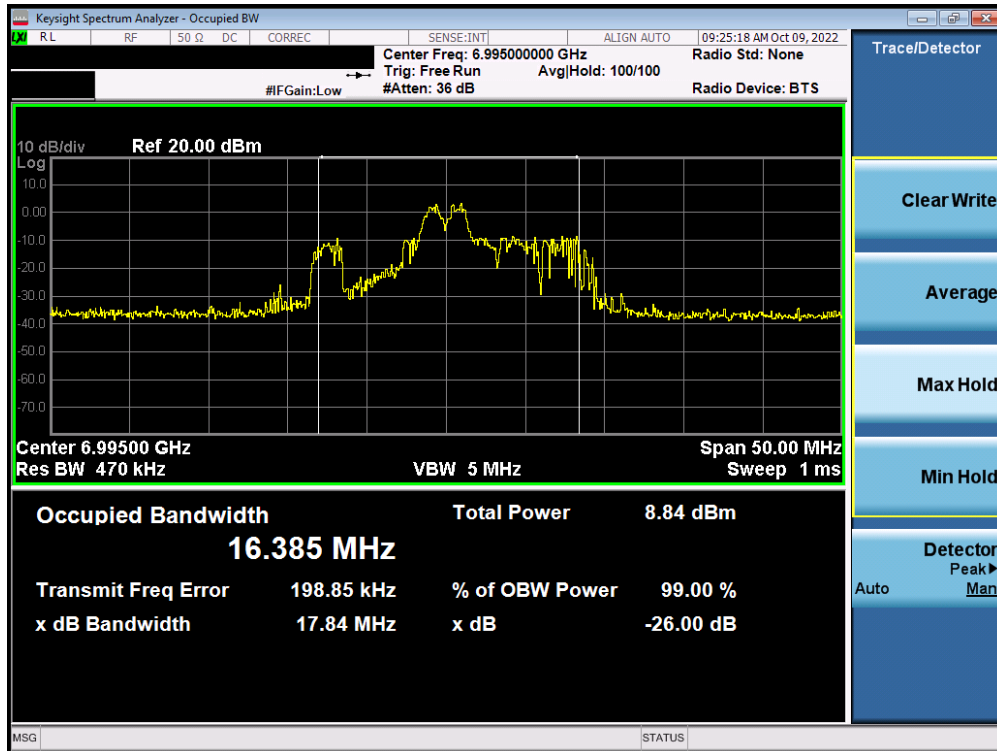 Keysight Spectrum Analyzer - Occupied BW
LXI RL RF 50 Ω DC CORREC SENSE:INT ALIGN AUTO 09:25:18 AM Oct 09, 2022
Center Freq: 6.995000000 GHz Radio Std: None
Trig: Free Run Avg|Hold: 100/100
#IFGain:Low #Atten: 36 dB Radio Device: BTS
Trace/Detector
10 dB/div Ref 20.00 dBm
Log
10.0
0.00
-10.0
-20.0
-30.0
-40.0
-50.0
-60.0
-70.0
Center 6.99500 GHz Span 50.00 MHz
Res BW 470 kHz VBW 5 MHz Sweep 1 ms
Occupied Bandwidth Total Power 8.84 dBm
16.385 MHz
Transmit Freq Error 198.85 kHz % of OBW Power 99.00 %
x dB Bandwidth 17.84 MHz x dB -26.00 dB
Clear Write
Average
Max Hold
Min Hold
Detector
Peak▶
Auto Man
MSG STATUS